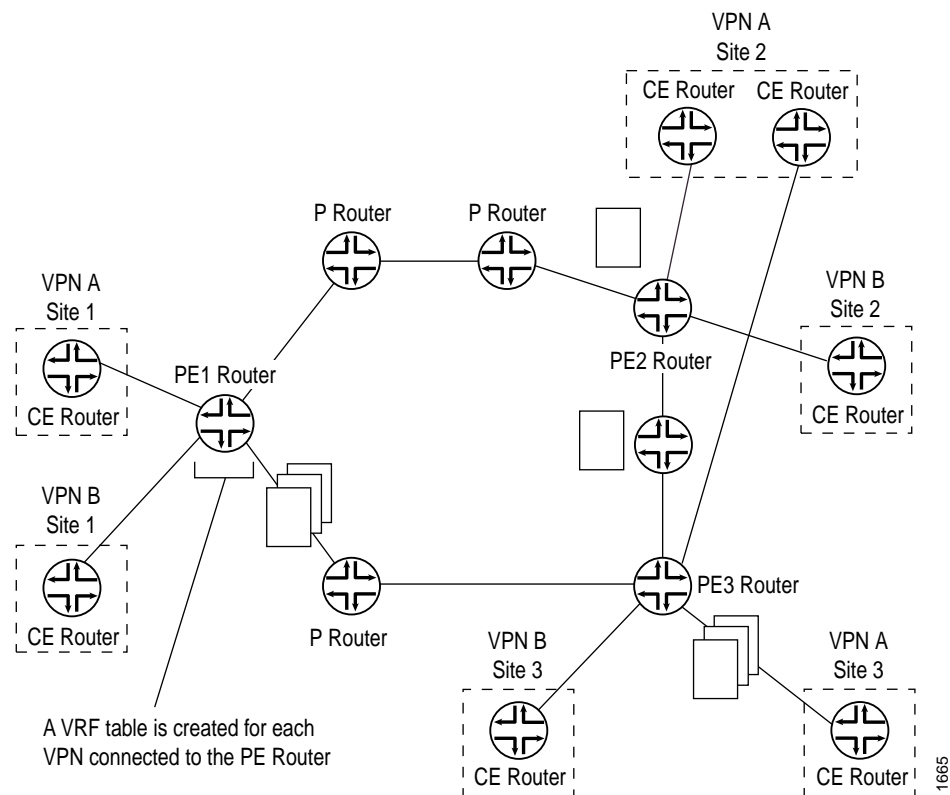 VPN A
Site 2
CE Router
CE Router
P Router
P Router
VPN A
Site 1
VPN B
Site 2
PE1 Router
PE2 Router
CE Router
CE Router
VPN B
Site 1
PE3 Router
CE Router
P Router
VPN B
Site 3
VPN A
Site 3
A VRF table is created for each
VPN connected to the PE Router
CE Router
CE Router
1665